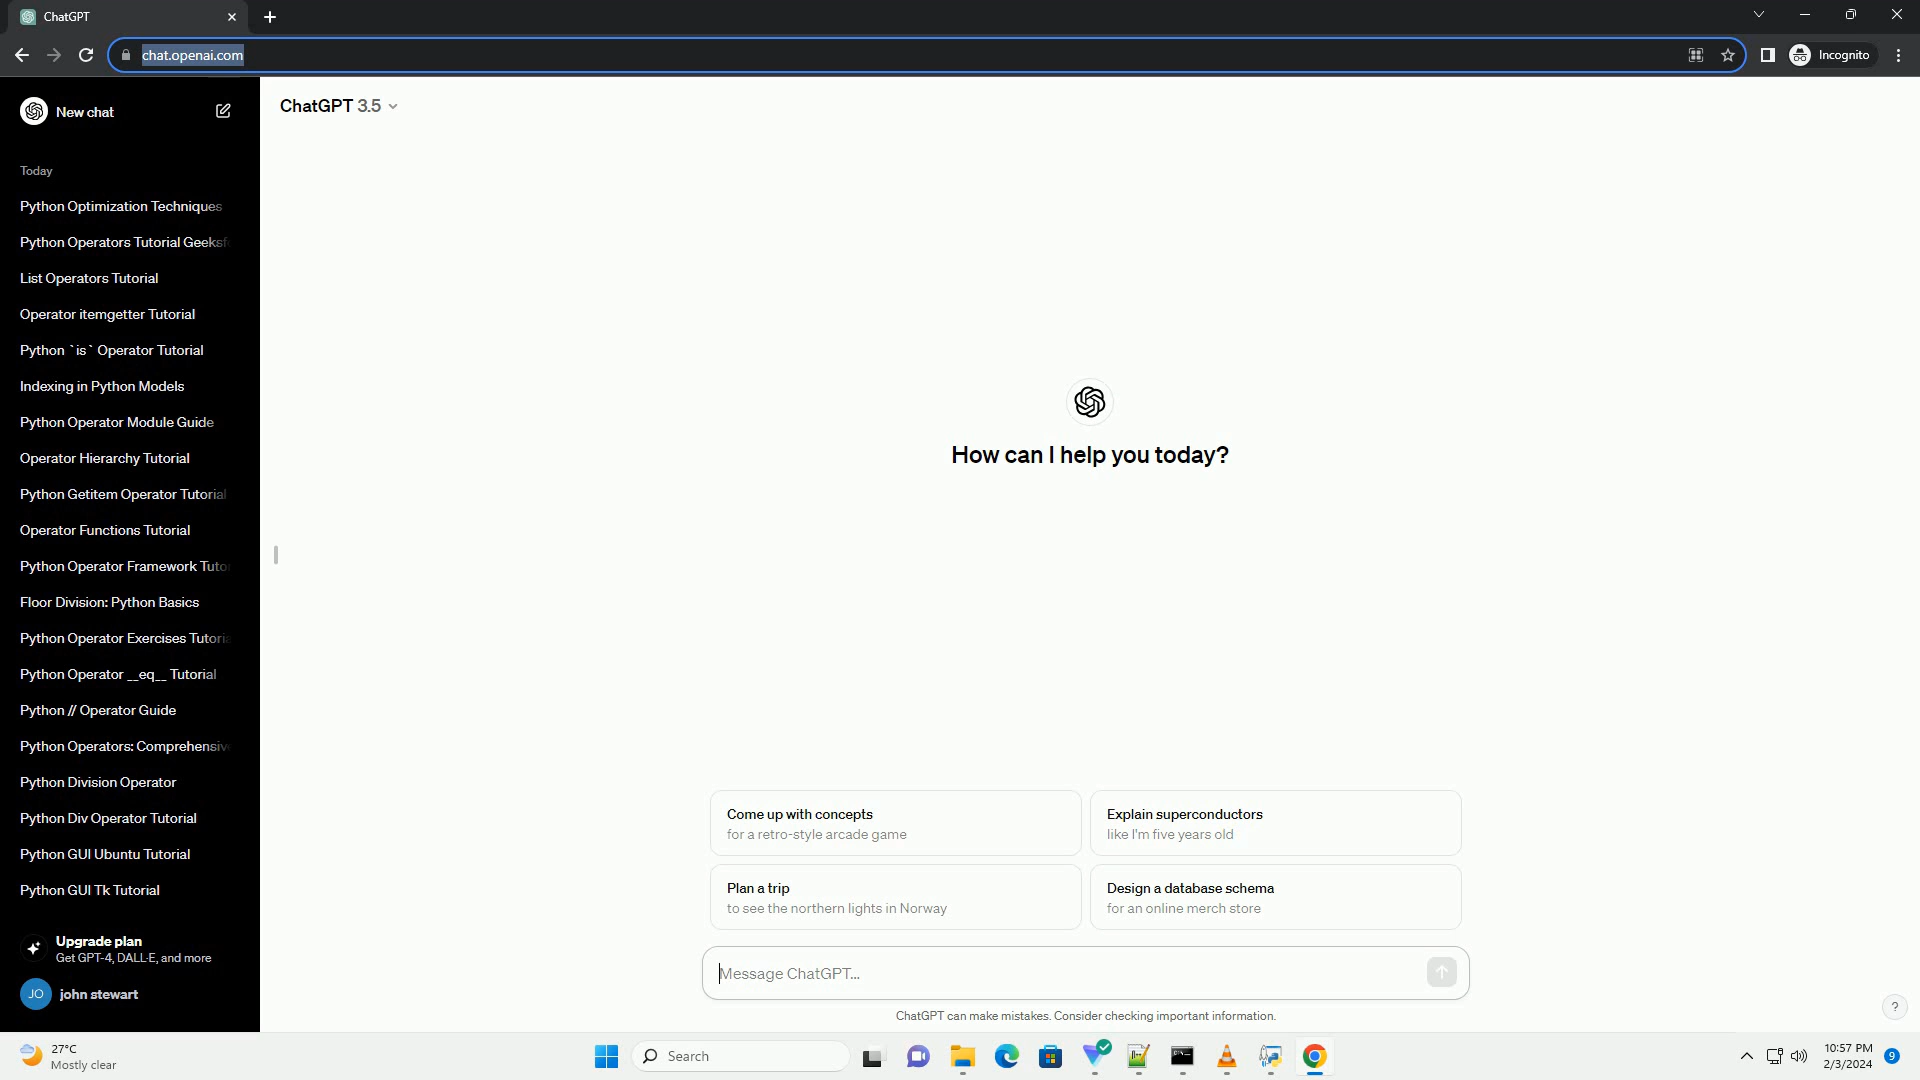 ChatGPT
chat.openai.com
Incognito
New chat
ChatGPT 3.5
Today
Python Optimization Techniques
Python Operators Tutorial Geeksf
List Operators Tutorial
Operator itemgetter Tutorial
Python `is` Operator Tutorial
Indexing in Python Models
Python Operator Module Guide
Operator Hierarchy Tutorial
Python Getitem Operator Tutorial
Operator Functions Tutorial
Python Operator Framework Tuto
Floor Division: Python Basics
Python Operator Exercises Tutoria
Python Operator __eq__ Tutorial
Python // Operator Guide
Python Operators: Comprehensive
Python Division Operator
Python Div Operator Tutorial
Python GUI Ubuntu Tutorial
Python GUI Tk Tutorial
Upgrade plan
Get GPT-4, DALL·E, and more
JO
john stewart
How can I help you today?
Come up with concepts
for a retro-style arcade game
Explain superconductors
like I'm five years old
Plan a trip
to see the northern lights in Norway
Design a database schema
for an online merch store
Message ChatGPT...
ChatGPT can make mistakes. Consider checking important information.
?
27°C
Mostly clear
Search
10:57 PM
2/3/2024
9